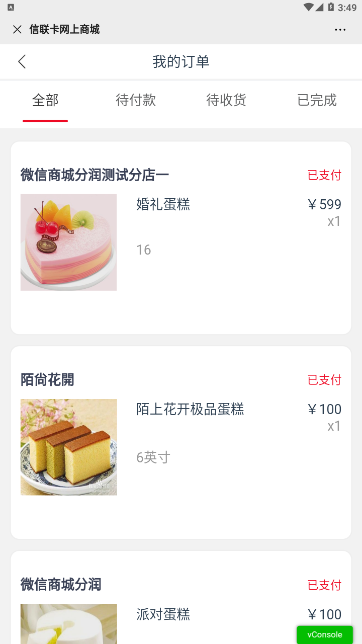 A 3:49
信联卡网上商城
我的订单
全部 待付款 待收货 已完成
微信商城分润测试分店一 已支付
婚礼蛋糕 ￥599
x1
16
陌尚花開 已支付
陌上花开极品蛋糕 ￥100
x1
6英寸
微信商城分润 已支付
派对蛋糕 ￥100
vConsole